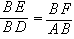 BE/BD = BF/AB